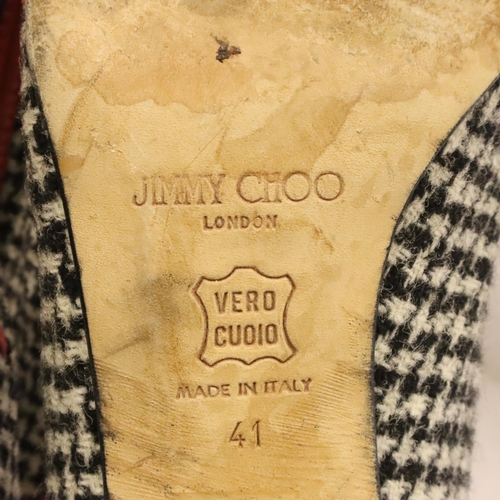 JIMMY CHOO
LONDON
VERO
CUOIO
MADE IN ITALY
41